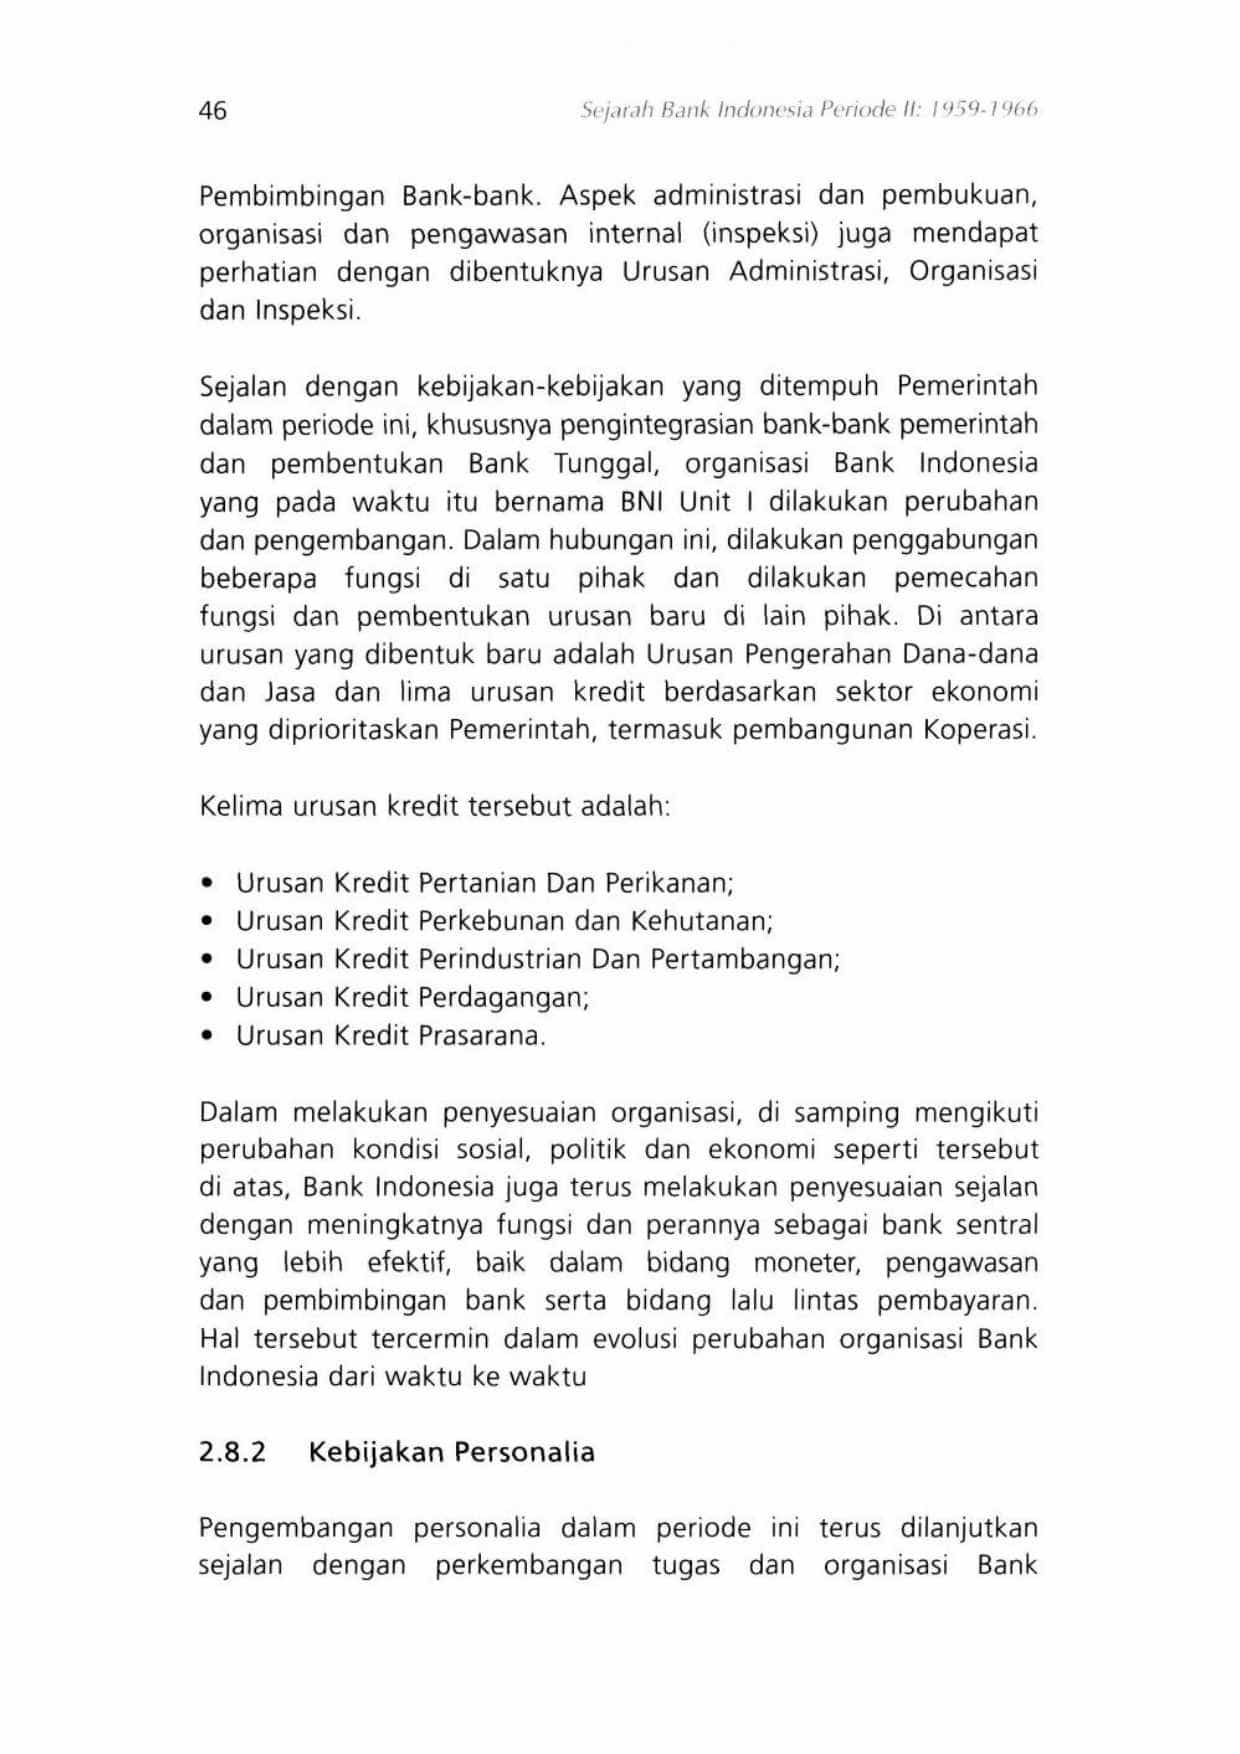 46
Sejarah Bank Indonesia Periode II: 1959-1966
Pembimbingan Bank-bank. Aspek administrasi dan pembukuan,
organisasi dan pengawasan internal (inspeksi) juga mendapat
perhatian dengan dibentuknya Urusan Administrasi, Organisasi
dan Inspeksi.
Sejalan dengan kebijakan-kebijakan yang ditempuh Pemerintah
dalam periode ini, khususnya pengintegrasian bank-bank pemerintah
dan pembentukan Bank Tunggal, organisasi Bank Indonesia
yang pada waktu itu bernama BNI Unit I dilakukan perubahan
dan pengembangan. Dalam hubungan ini, dilakukan penggabungan
beberapa fungsi di satu pihak dan dilakukan pemecahan
fungsi dan pembentukan urusan baru di lain pihak. Di antara
urusan yang dibentuk baru adalah Urusan Pengerahan Dana-dana
dan Jasa dan lima urusan kredit berdasarkan sektor ekonomi
yang diprioritaskan Pemerintah, termasuk pembangunan Koperasi.
Kelima urusan kredit tersebut adalah:
• Urusan Kredit Pertanian Dan Perikanan;
• Urusan Kredit Perkebunan dan Kehutanan;
• Urusan Kredit Perindustrian Dan Pertambangan;
• Urusan Kredit Perdagangan;
• Urusan Kredit Prasarana.
Dalam melakukan penyesuaian organisasi, di samping mengikuti
perubahan kondisi sosial, politik dan ekonomi seperti tersebut
di atas, Bank Indonesia juga terus melakukan penyesuaian sejalan
dengan meningkatnya fungsi dan perannya sebagai bank sentral
yang lebih efektif, baik dalam bidang moneter, pengawasan
dan pembimbingan bank serta bidang lalu lintas pembayaran.
Hal tersebut tercermin dalam evolusi perubahan organisasi Bank
Indonesia dari waktu ke waktu
2.8.2 Kebijakan Personalia
Pengembangan personalia dalam periode ini terus dilanjutkan
sejalan dengan perkembangan tugas dan organisasi Bank